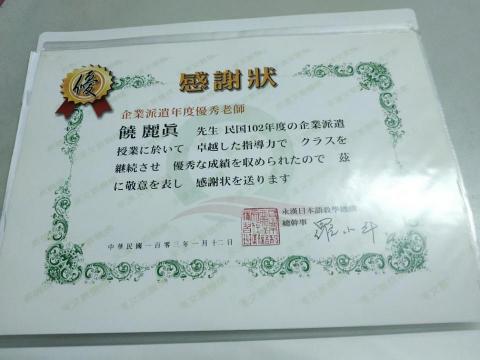 優
感謝狀
企業派遣年度優秀老師
饒麗眞 先生 民国102年度の企業派遣
授業に於いて 卓越した指導力で クラスを
継続させ 優秀な成績を収められたので 茲
に敬意を表し 感謝状を送ります
永漢日本語教學機構
總幹事
中華民國一百零三年一月十二日